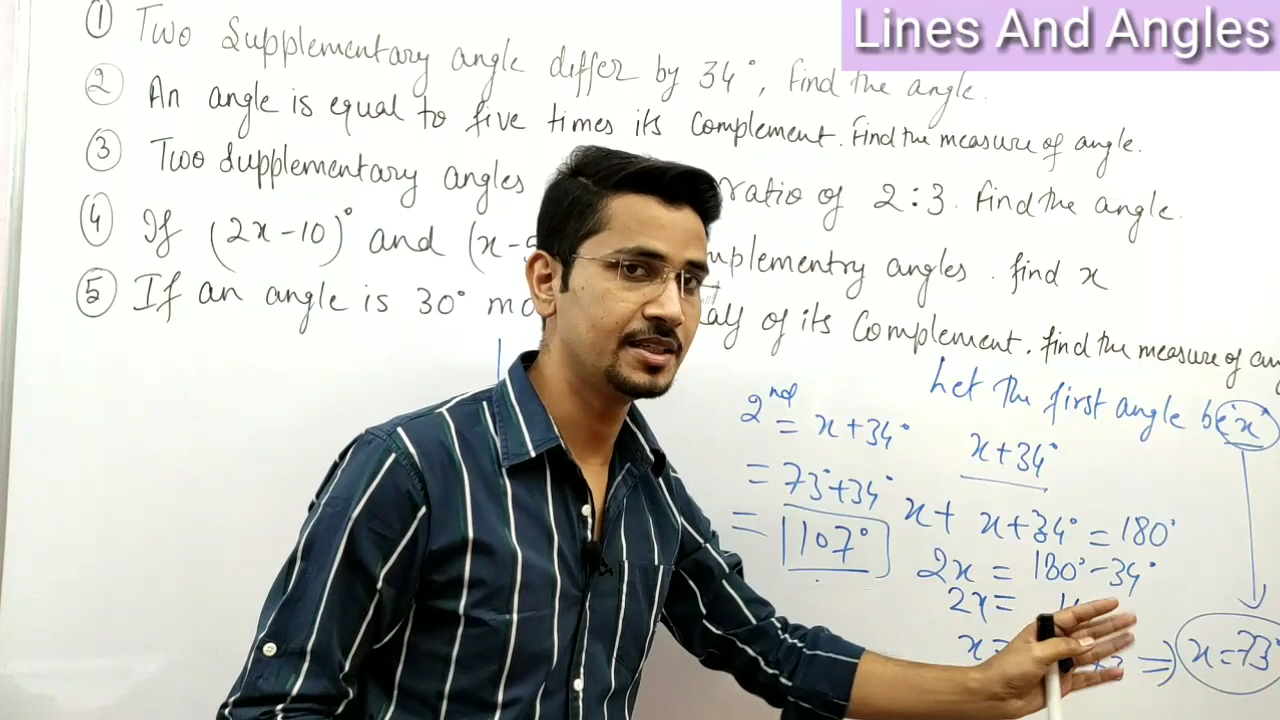 Lines And Angles
① Two Supplementary angle differ by 34°, find the angle.
② An angle is equal to five times its Complement. Find the measure of angle.
③ Two Supplementary angles ratio of 2:3. Find the angle.
④ If (2x-10)° and (x- angles. find x
⑤ If an angle is 30° of its Complement. find the measure of
Let the first angle be x
2nd = x+34°
x+34°
= 73°+34°
x+ x+34° = 180°
= 107°
2x = 180°-34°
2x =
x = => x=73°